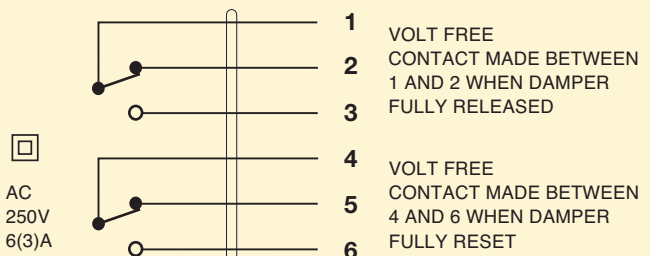 1
VOLT FREE
2
CONTACT MADE BETWEEN
1 AND 2 WHEN DAMPER
3
FULLY RELEASED
4
VOLT FREE
AC
5
CONTACT MADE BETWEEN
250V
4 AND 6 WHEN DAMPER
6(3)A
6
FULLY RESET